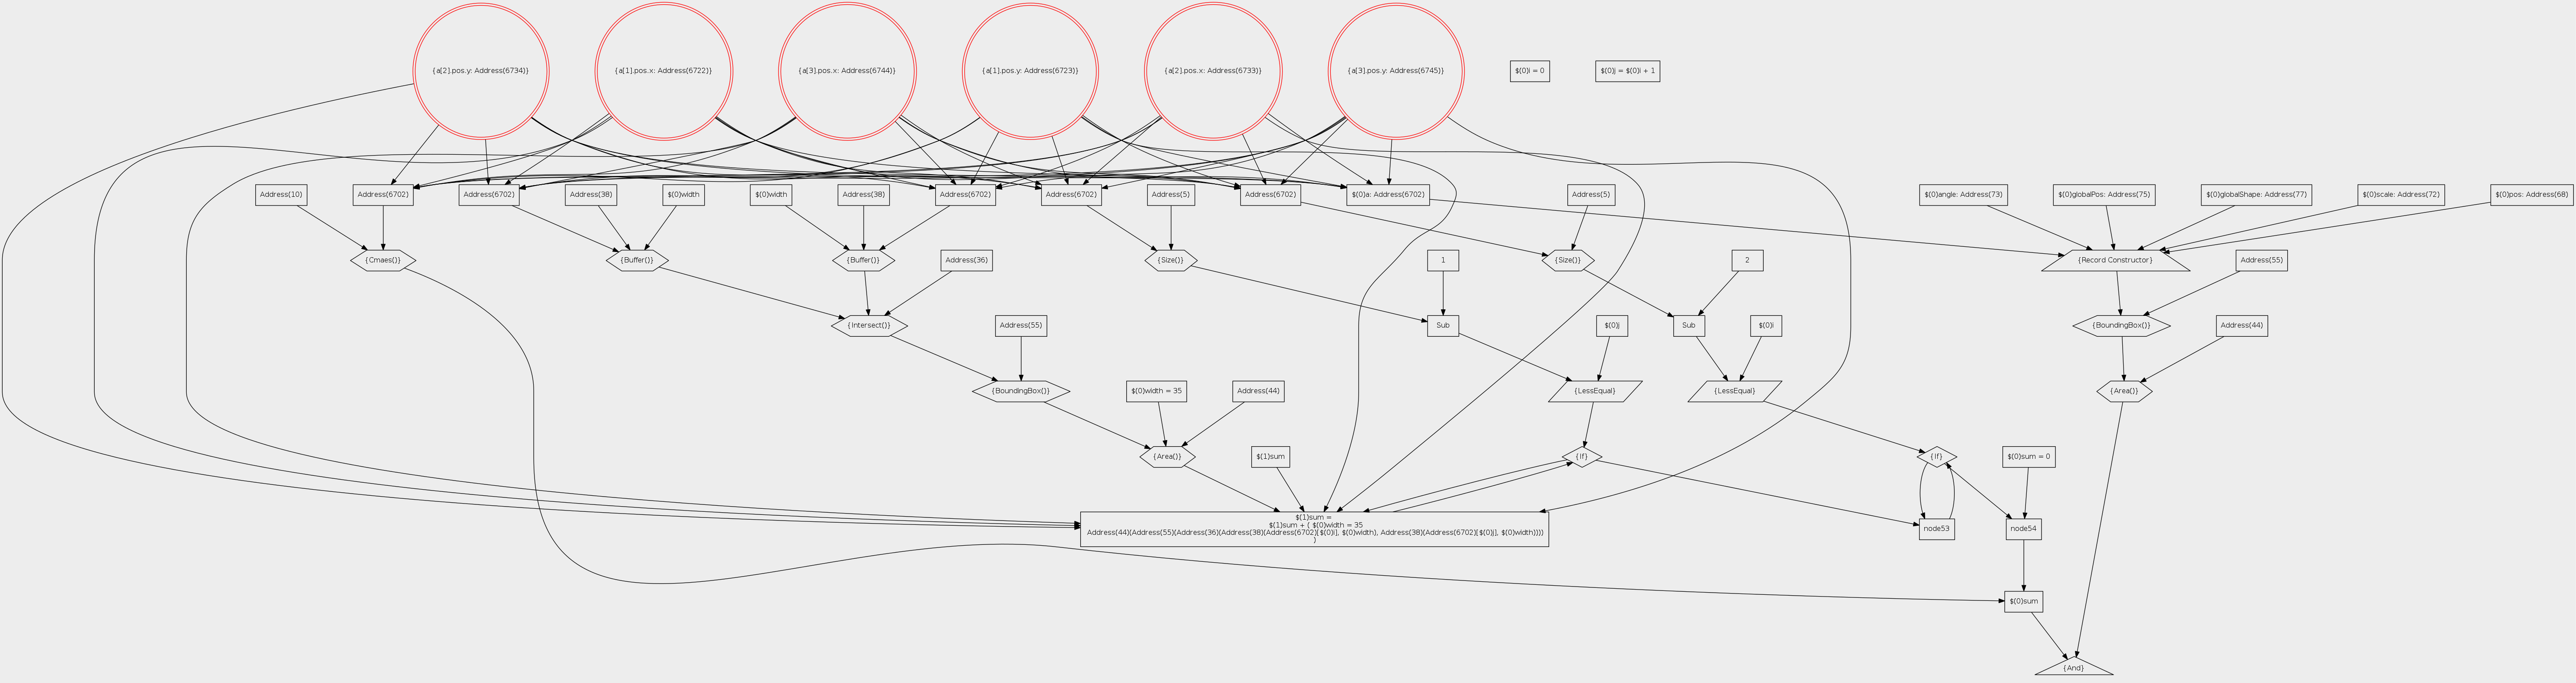 {a[2].pos.y: Address(6734)}
{a[1].pos.x: Address(6722)}
{a[3].pos.x: Address(6744)}
{a[1].pos.y: Address(6723)}
{a[2].pos.x: Address(6733)}
{a[3].pos.y: Address(6745)}
$(0)i = 0
$(0)j = $(0)i + 1
Address(10)
Address(6702)
Address(6702)
Address(38)
$(0)width
$(0)width
Address(38)
Address(6702)
Address(6702)
Address(5)
Address(6702)
$(0)a: Address(6702)
Address(5)
$(0)angle: Address(73)
$(0)globalPos: Address(75)
$(0)globalShape: Address(77)
$(0)scale: Address(72)
$(0)pos: Address(68)
{Cmaes()}
{Buffer()}
{Buffer()}
Address(36)
{Size()}
1
{Size()}
2
{Record Constructor}
Address(55)
{Intersect()}
Address(55)
Sub
$(0)j
Sub
$(0)i
{BoundingBox()}
Address(44)
{BoundingBox()}
$(0)width = 35
Address(44)
{LessEqual}
{LessEqual}
{Area()}
{Area()}
$(1)sum
{If}
{If}
$(0)sum = 0
$(1)sum =
$(1)sum + ( $(0)width = 35
Address(44)(Address(55)(Address(36)(Address(38)(Address(6702)[$(0)i], $(0)width), Address(38)(Address(6702)[$(0)j], $(0)width))))
)
node53
node54
$(0)sum
{And}